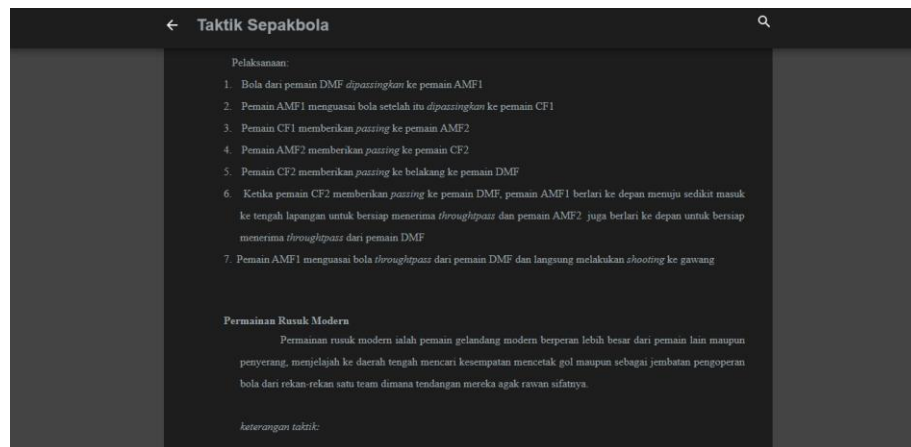 Taktik Sepakbola
Pelaksanaan:
1. Bola dari pemain DMF dipassingkan ke pemain AMF1
2. Pemain AMF1 menguasai bola setelah itu dipassingkan ke pemain CF1
3. Pemain CF1 memberikan passing ke pemain AMF2
4. Pemain AMF2 memberikan passing ke pemain CF2
5. Pemain CF2 memberikan passing ke belakang ke pemain DMF
6. Ketika pemain CF2 memberikan passing ke pemain DMF, pemain AMF1 berlari ke depan menuju sedikit masuk
ke tengah lapangan untuk bersiap menerima throughtpass dan pemain AMF2 juga berlari ke depan untuk bersiap
menerima throughtpass dari pemain DMF
7. Pemain AMF1 menguasai bola throughtpass dari pemain DMF dan langsung melakukan shooting ke gawang
Permainan Rusuk Modern
Permainan rusuk modern ialah pemain gelandang modern berperan lebih besar dari pemain lain maupun
penyerang, menjelajah ke daerah tengah mencari kesempatan mencetak gol maupun sebagai jembatan pengoperan
bola dari rekan-rekan satu team dimana tendangan mereka agak rawan sifatnya.
keterangan taktik: